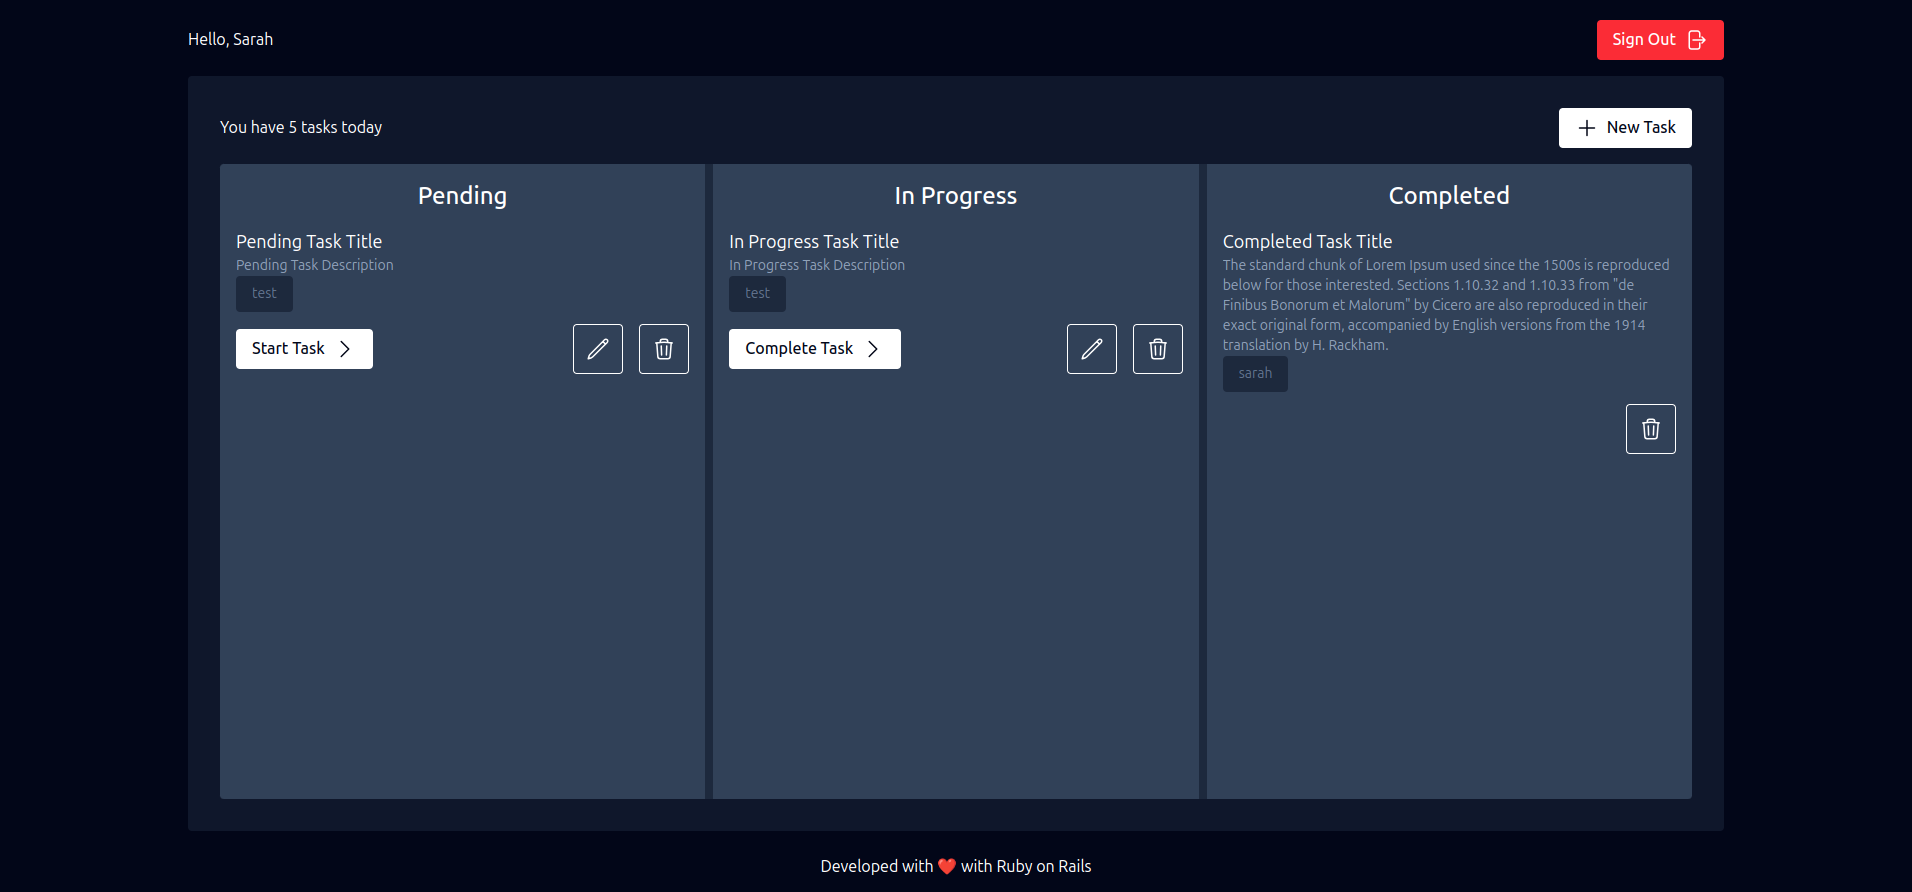 Hello, Sarah
Sign Out
You have 5 tasks today
New Task
Pending
Pending Task Title
Pending Task Description
test
Start Task
In Progress
In Progress Task Title
In Progress Task Description
test
Complete Task
Completed
Completed Task Title
The standard chunk of Lorem Ipsum used since the 1500s is reproduced
below for those interested. Sections 1.10.32 and 1.10.33 from "de
Finibus Bonorum et Malorum" by Cicero are also reproduced in their
exact original form, accompanied by English versions from the 1914
translation by H. Rackham.
sarah
Developed with ❤️ with Ruby on Rails